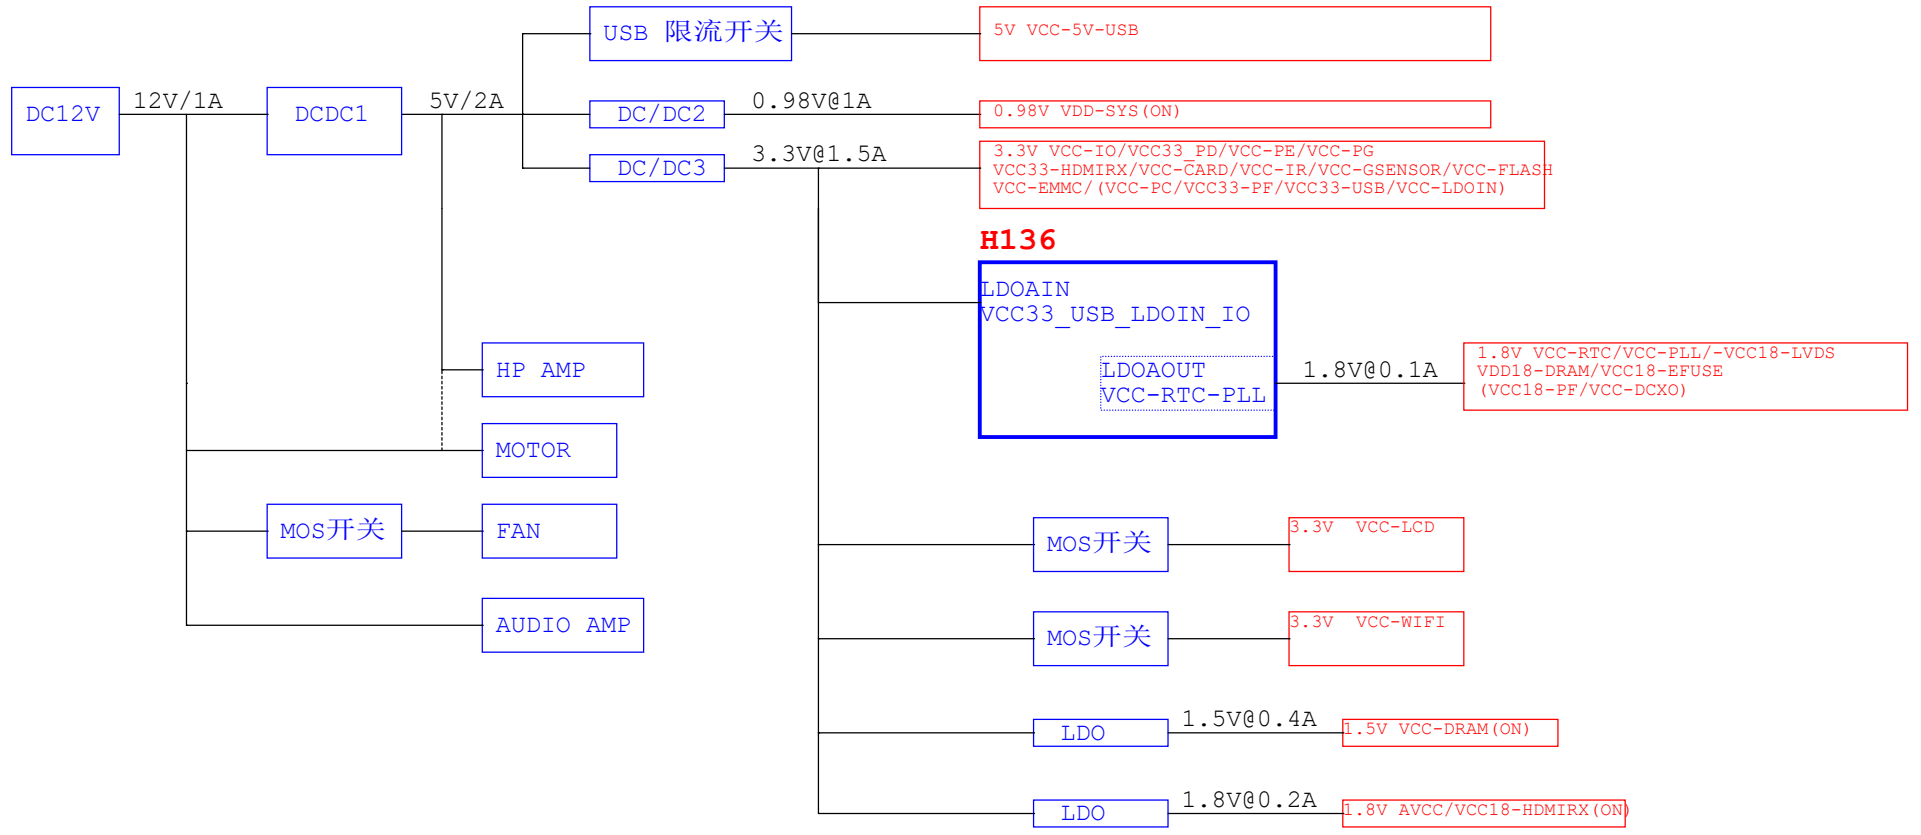 USB 限流开关
5V VCC-5V-USB
DC12V
12V/1A
DCDC1
5V/2A
DC/DC2
0.98V@1A
0.98V VDD-SYS(ON)
DC/DC3
3.3V@1.5A
3.3V VCC-IO/VCC33_PD/VCC-PE/VCC-PG
VCC33-HDMIRX/VCC-CARD/VCC-IR/VCC-GSENSOR/VCC-FLASH
VCC-EMMC/(VCC-PC/VCC33-PF/VCC33-USB/VCC-LDOIN)
H136
LDOAIN
VCC33_USB_LDOIN_IO
LDOAOUT
VCC-RTC-PLL
1.8V@0.1A
1.8V VCC-RTC/VCC-PLL/-VCC18-LVDS
VDD18-DRAM/VCC18-EFUSE
(VCC18-PF/VCC-DCXO)
HP AMP
MOTOR
MOS开关
FAN
AUDIO AMP
MOS开关
3.3V VCC-LCD
MOS开关
3.3V VCC-WIFI
LDO
1.5V@0.4A
1.5V VCC-DRAM(ON)
LDO
1.8V@0.2A
1.8V AVCC/VCC18-HDMIRX(ON)